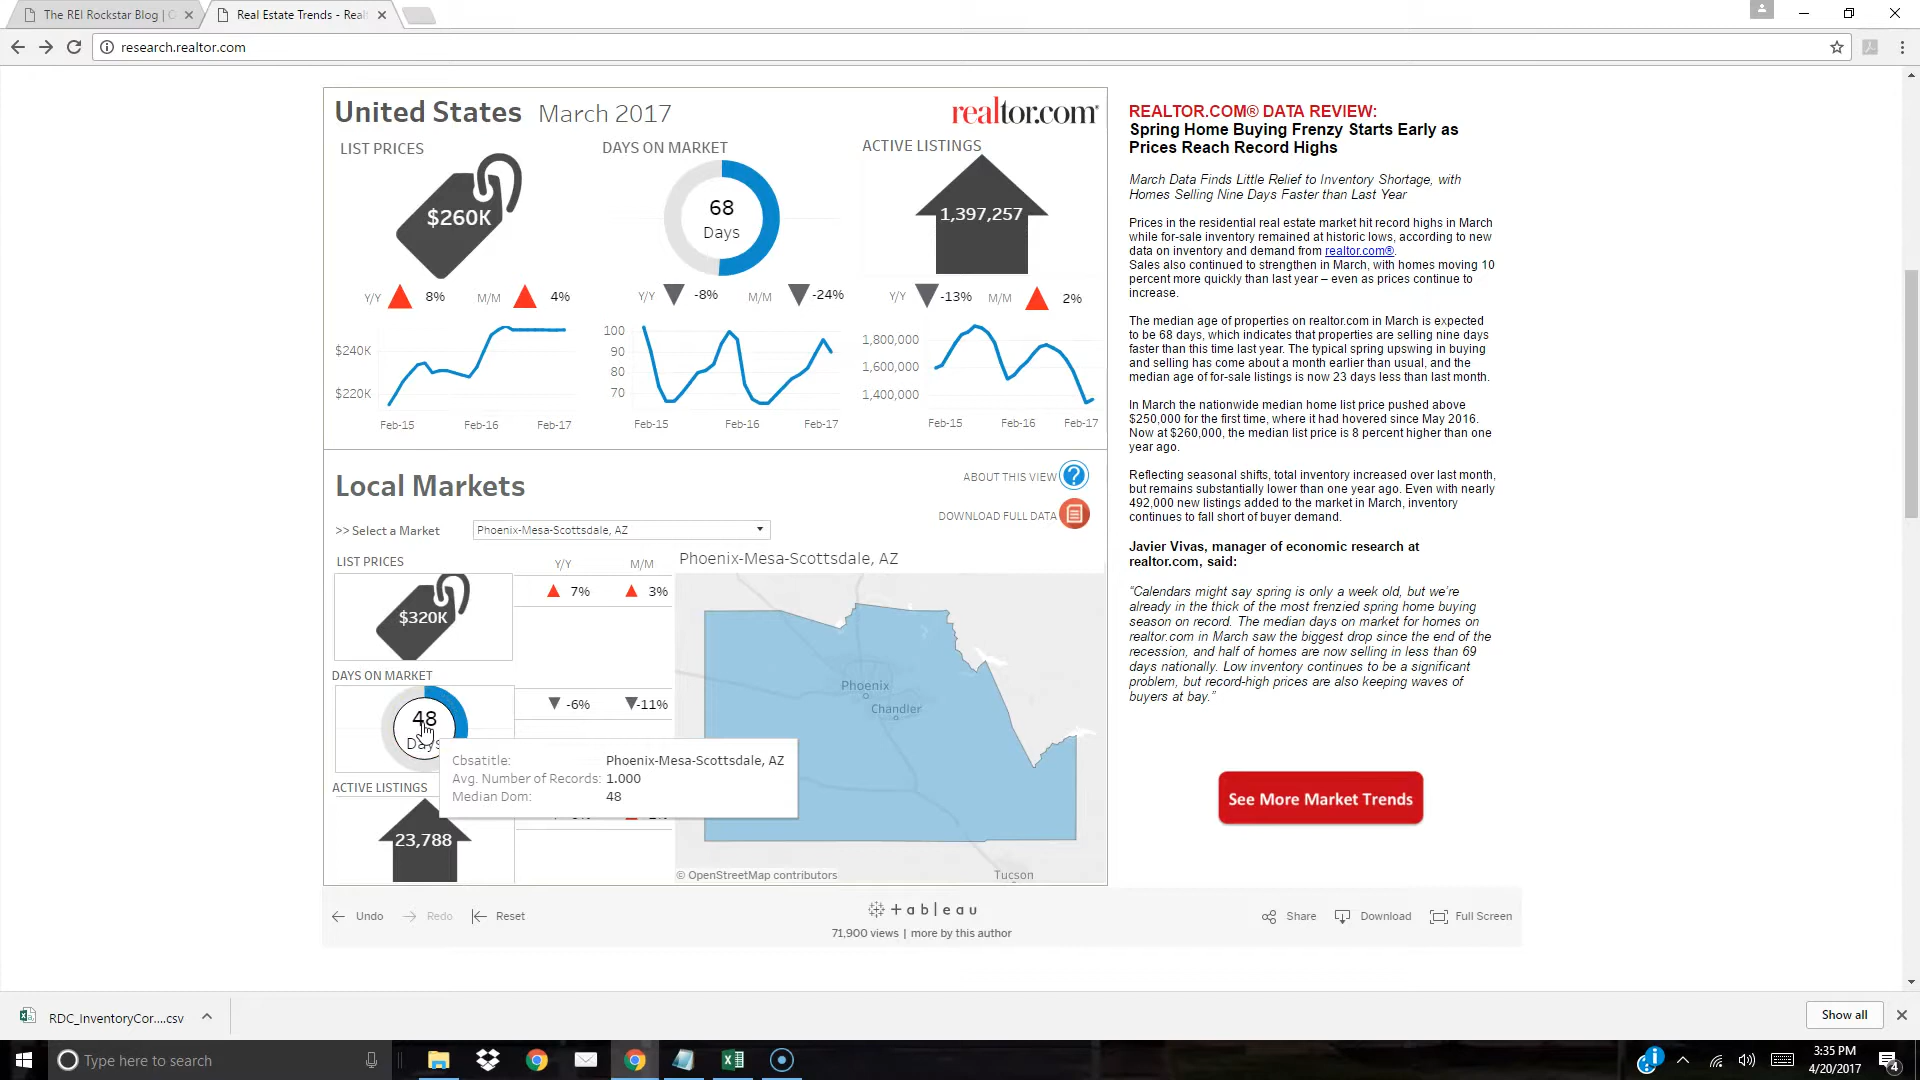 The REI Rockstar Blog | C
Real Estate Trends - Real
research.realtor.com
United States March 2017
realtor.com®
LIST PRICES
DAYS ON MARKET
ACTIVE LISTINGS
$260K
68
Days
1,397,257
Y/Y 8% M/M 4%
Y/Y -8% M/M -24%
Y/Y -13% M/M 2%
$240K
$220K
Feb-15 Feb-16 Feb-17
100
90
80
70
Feb-15 Feb-16 Feb-17
1,800,000
1,600,000
1,400,000
Feb-15 Feb-16 Feb-17
Local Markets
ABOUT THIS VIEW ?
DOWNLOAD FULL DATA
>> Select a Market
Phoenix-Mesa-Scottsdale, AZ
LIST PRICES
Y/Y M/M
$320K
7% 3%
DAYS ON MARKET
48
Days
-6% -11%
ACTIVE LISTINGS
23,788
Cbsatitle: Phoenix-Mesa-Scottsdale, AZ
Avg. Number of Records: 1.000
Median Dom: 48
Phoenix-Mesa-Scottsdale, AZ
Phoenix
Chandler
Tucson
© OpenStreetMap contributors
REALTOR.COM® DATA REVIEW:
Spring Home Buying Frenzy Starts Early as
Prices Reach Record Highs
March Data Finds Little Relief to Inventory Shortage, with
Homes Selling Nine Days Faster than Last Year
Prices in the residential real estate market hit record highs in March
while for-sale inventory remained at historic lows, according to new
data on inventory and demand from realtor.com®.
Sales also continued to strengthen in March, with homes moving 10
percent more quickly than last year – even as prices continue to
increase.
The median age of properties on realtor.com in March is expected
to be 68 days, which indicates that properties are selling nine days
faster than this time last year. The typical spring upswing in buying
and selling has come about a month earlier than usual, and the
median age of for-sale listings is now 23 days less than last month.
In March the nationwide median home list price pushed above
$250,000 for the first time, where it had hovered since May 2016.
Now at $260,000, the median list price is 8 percent higher than one
year ago.
Reflecting seasonal shifts, total inventory increased over last month,
but remains substantially lower than one year ago. Even with nearly
492,000 new listings added to the market in March, inventory
continues to fall short of buyer demand.
Javier Vivas, manager of economic research at
realtor.com, said:
“Calendars might say spring is only a week old, but we’re
already in the thick of the most frenzied spring home buying
season on record. The median days on market for homes on
realtor.com in March saw the biggest drop since the end of the
recession, and half of homes are now selling in less than 69
days nationally. Low inventory continues to be a significant
problem, but record-high prices are also keeping waves of
buyers at bay.”
See More Market Trends
Undo Redo Reset
+ableau
71,900 views | more by this author
Share Download Full Screen
RDC_InventoryCor....csv
Show all
Type here to search
3:35 PM
4/20/2017
4